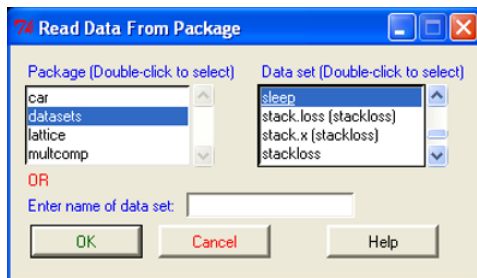 Read Data From Package
Package (Double-click to select)
car
datasets
lattice
multcomp
Data set (Double-click to select)
sleep
stack.loss (stackloss)
stack.x (stackloss)
stackloss
OR
Enter name of data set:
OK Cancel Help